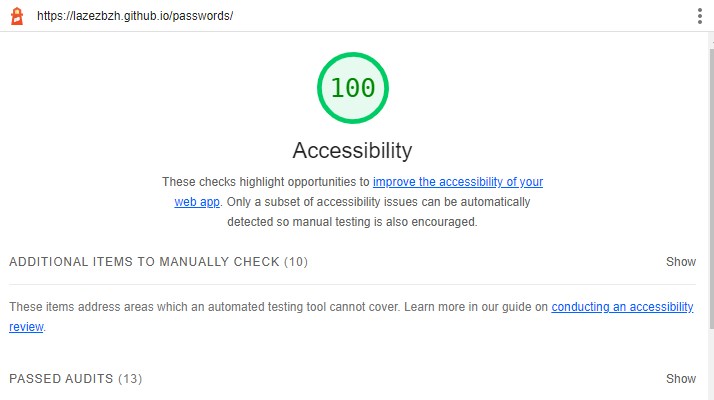 https://lazezbzh.github.io/passwords/
100
Accessibility
These checks highlight opportunities to improve the accessibility of your
web app. Only a subset of accessibility issues can be automatically
detected so manual testing is also encouraged.
ADDITIONAL ITEMS TO MANUALLY CHECK (10) Show
These items address areas which an automated testing tool cannot cover. Learn more in our guide on conducting an accessibility
review.
PASSED AUDITS (13) Show